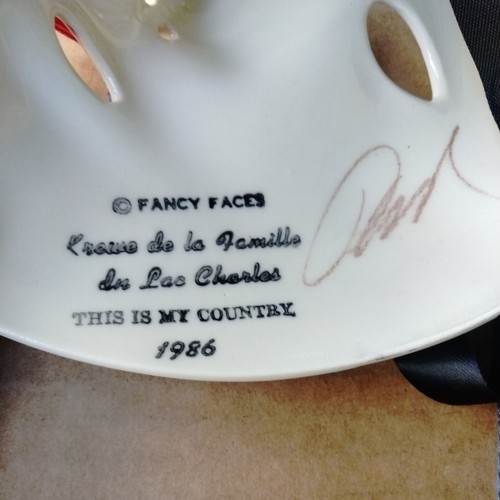 © FANCY FACES
Krewe de la Famille
du Lac Charles
THIS IS MY COUNTRY
1986